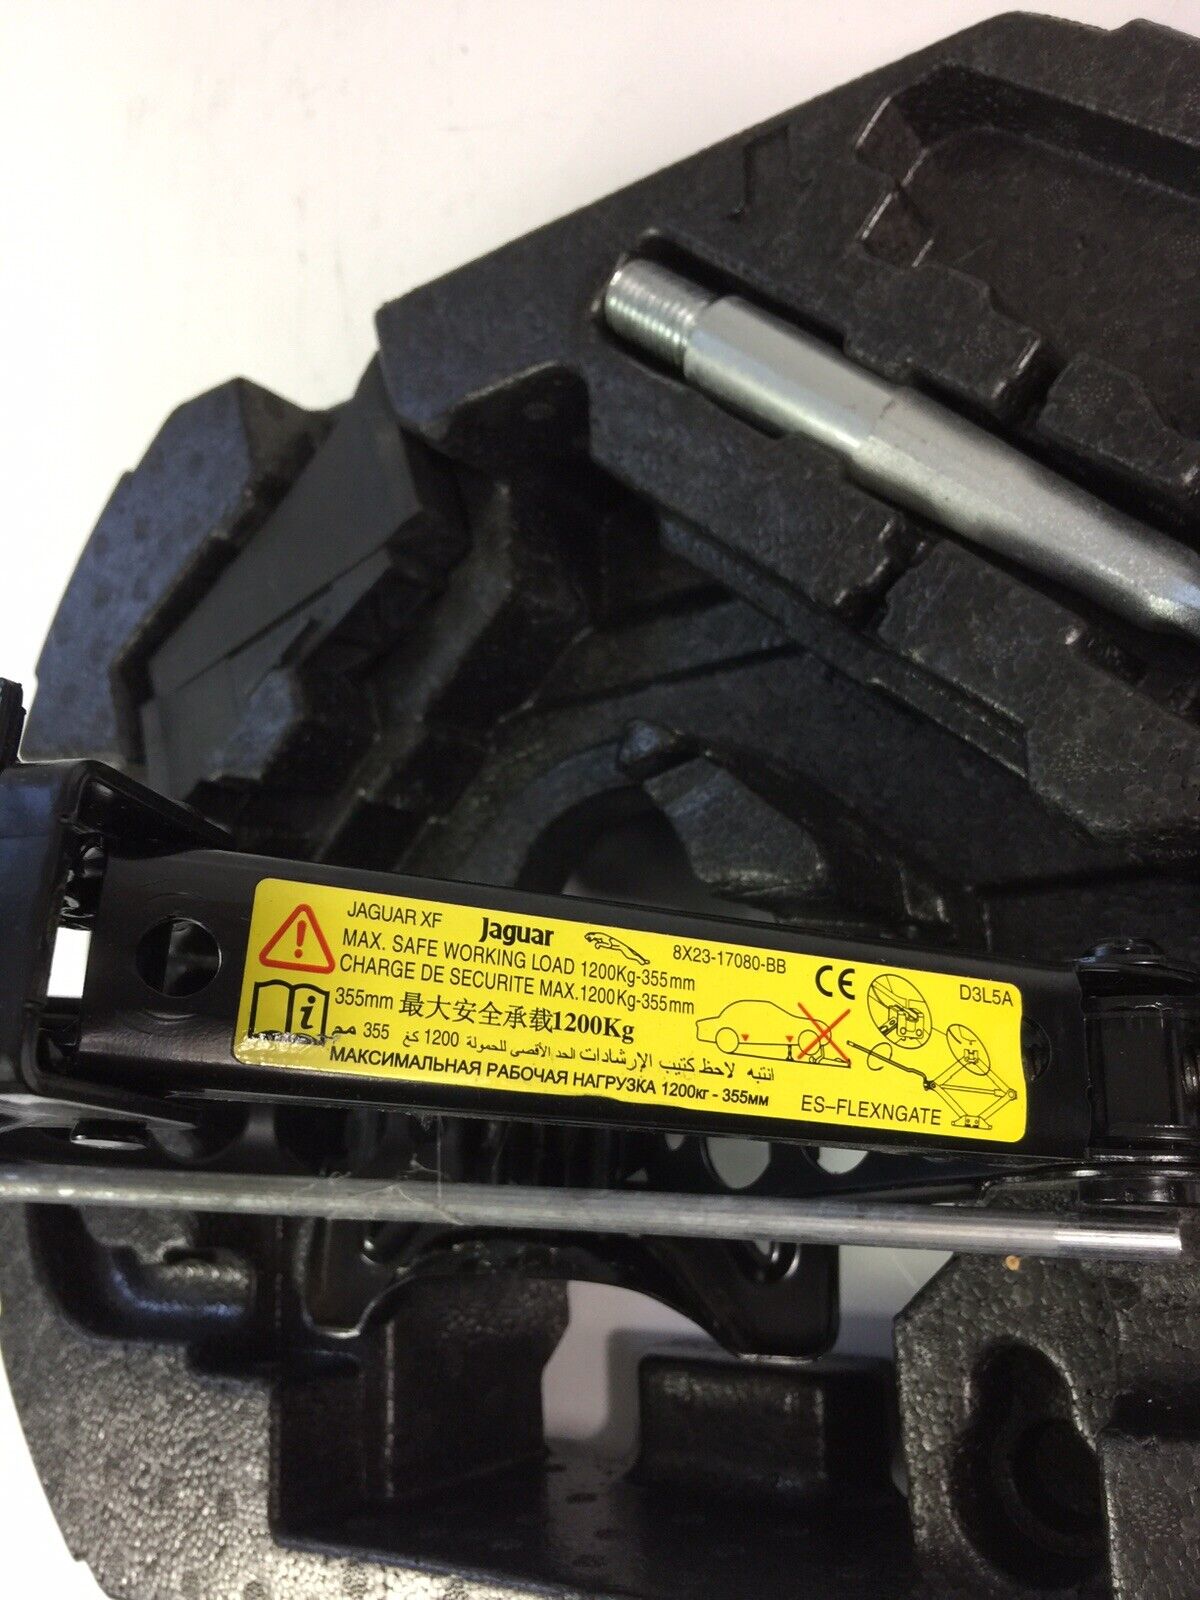 JAGUAR XF Jaguar 8X23-17080-BB CE D3L5A
MAX. SAFE WORKING LOAD 1200Kg-355mm
CHARGE DE SECURITE MAX.1200Kg-355mm
355mm 最大安全承载1200Kg
انتبه لاحظ كتيب الإرشادات الحد الأقصى للحمولة 1200 كغ 355 مم
МАКСИМАЛЬНАЯ РАБОЧАЯ НАГРУЗКА 1200кг - 355мм
ES-FLEXNGATE